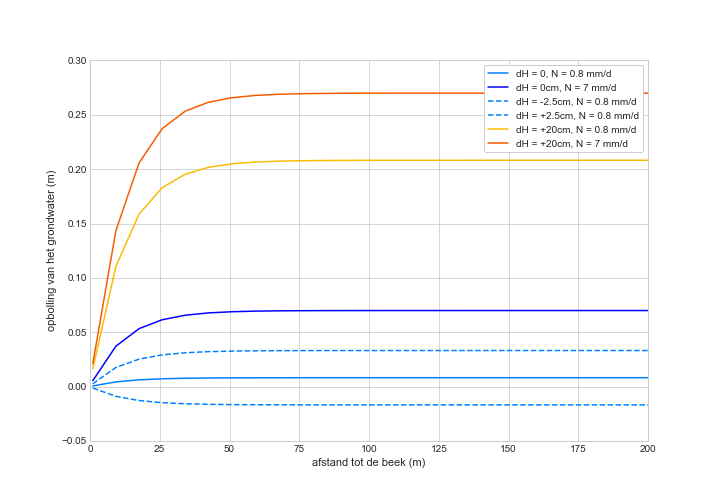 0.30
0.25
0.20
0.15
0.10
0.05
0.00
−0.05
opbolling van het grondwater (m)
dH = 0, N = 0.8 mm/d
dH = 0cm, N = 7 mm/d
dH = -2.5cm, N = 0.8 mm/d
dH = +2.5cm, N = 0.8 mm/d
dH = +20cm, N = 0.8 mm/d
dH = +20cm, N = 7 mm/d
0 25 50 75 100 125 150 175 200
afstand tot de beek (m)